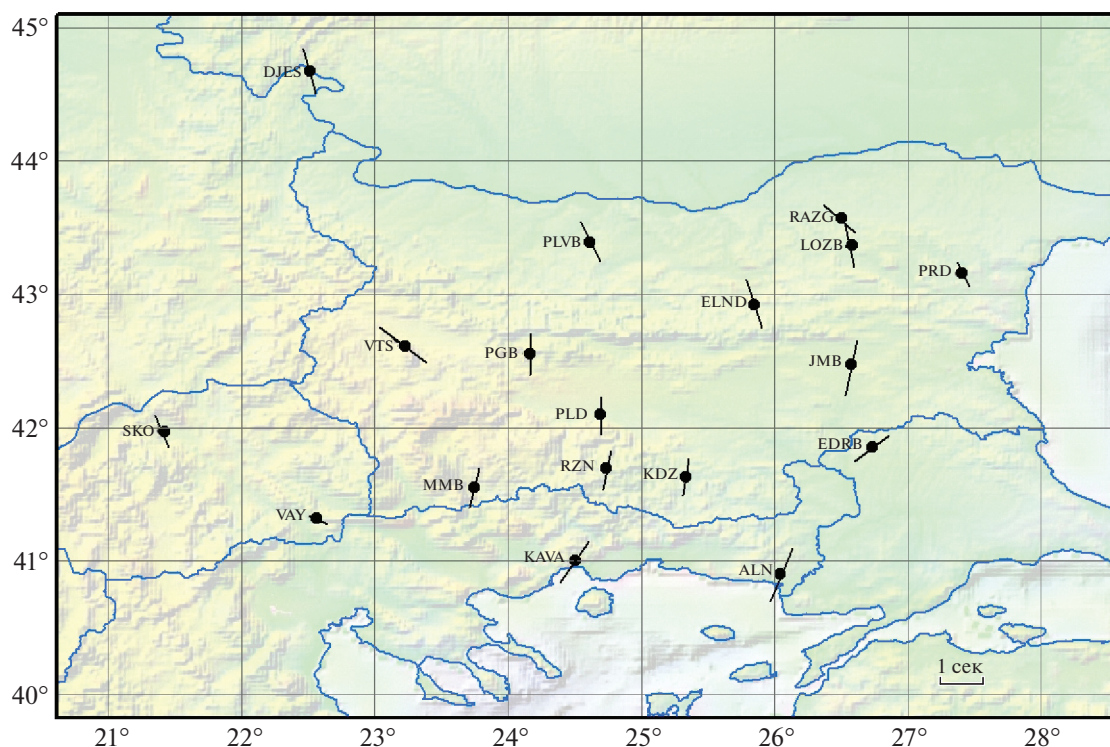 45°
DJES
44°
RAZG
PLVB
LOZB
PRD
43°
ELND
VTS
PGB
JMB
PLD
42°
SKO
EDRB
RZN
KDZ
MMB
VAY
41°
KAVA
ALN
1 сек
40°
21 22 23 24 25 26 27 28°